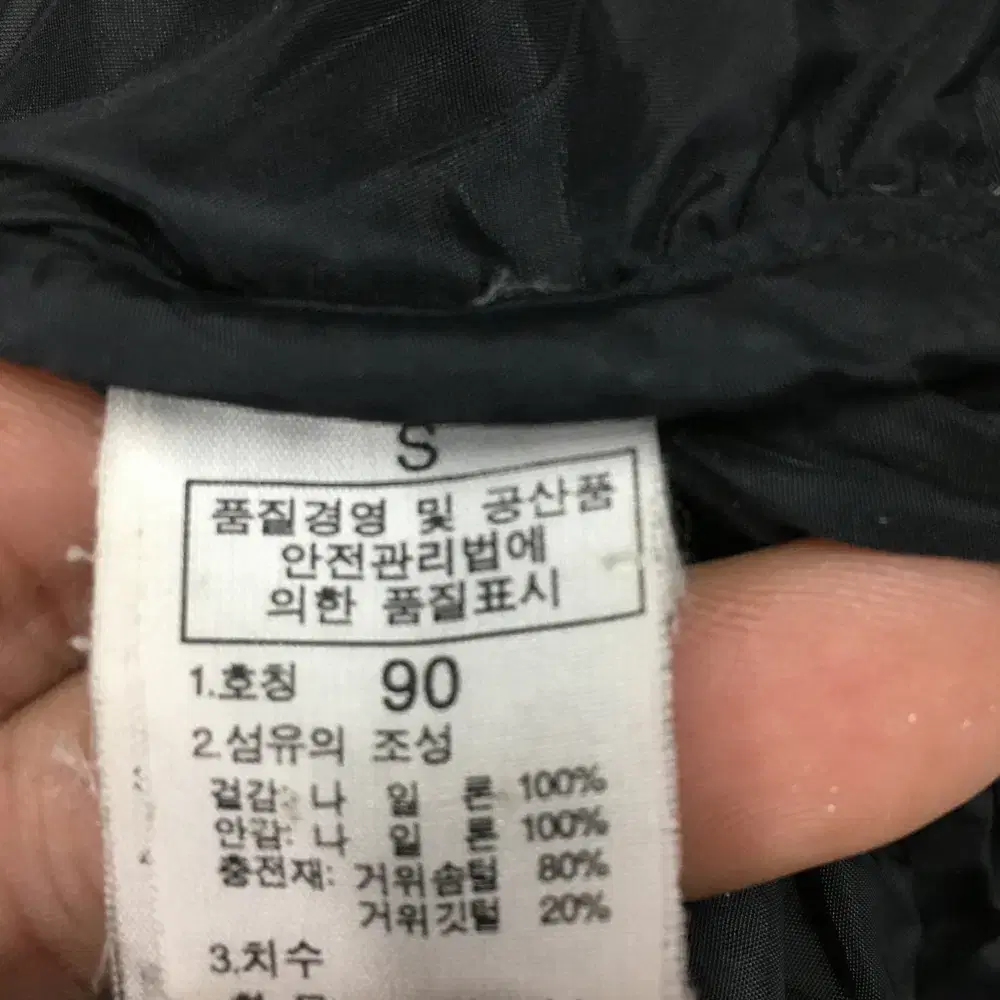 S
품질경영 및 공산품
안전관리법에
의한 품질표시
1.호칭 90
2.섬유의 조성
겉감: 나 일 론 100%
안감: 나 일 론 100%
충전재: 거위솜털 80%
거위깃털 20%
3.치수